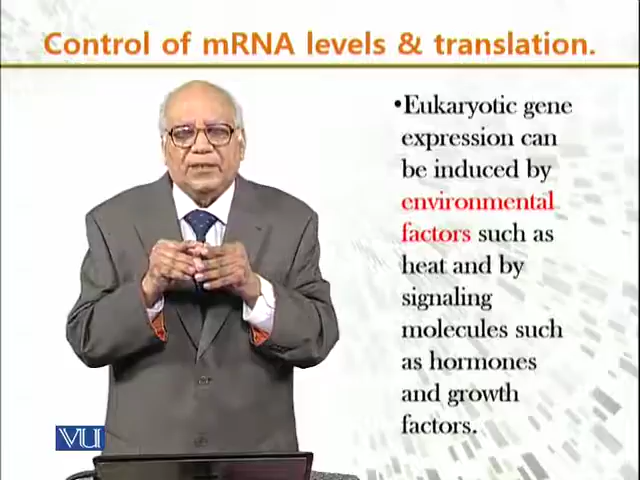 Control of mRNA levels & translation.
•Eukaryotic gene
expression can
be induced by
environmental
factors such as
heat and by
signaling
molecules such
as hormones
and growth
factors.
VU